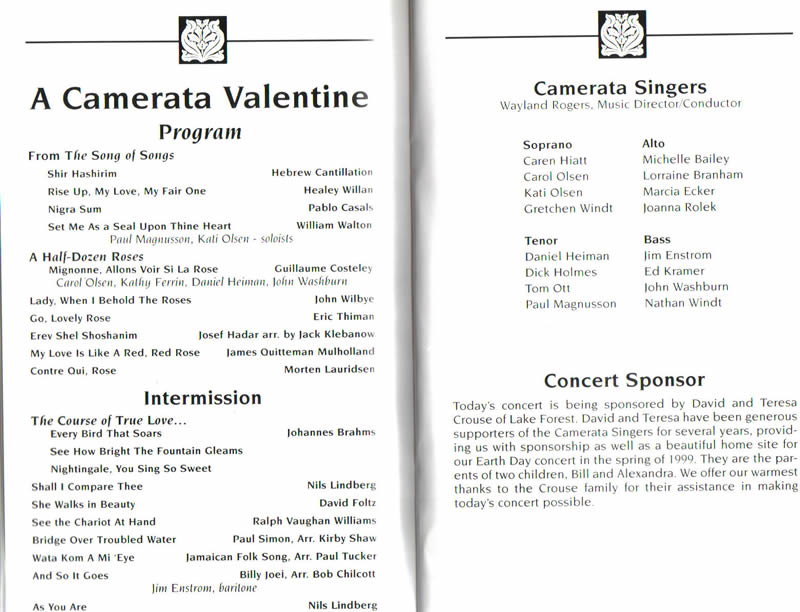 A Camerata Valentine
Program
From The Song of Songs
Shir Hashirim Hebrew Cantillation
Rise Up, My Love, My Fair One Healey Willan
Nigra Sum Pablo Casals
Set Me As a Seal Upon Thine Heart William Walton
Paul Magnusson, Kati Olsen - soloists
A Half-Dozen Roses
Mignonne, Allons Voir Si La Rose Guillaume Costeley
Carol Olsen, Kathy Ferrin, Daniel Heiman, John Washburn
Lady, When I Behold The Roses John Wilbye
Go, Lovely Rose Eric Thiman
Erev Shel Shoshanim Josef Hadar arr. by Jack Klebanow
My Love Is Like A Red, Red Rose James Quitteman Mulholland
Contre Qui, Rose Morten Lauridsen
Intermission
The Course of True Love...
Every Bird That Soars Johannes Brahms
See How Bright The Fountain Gleams
Nightingale, You Sing So Sweet
Shall I Compare Thee Nils Lindberg
She Walks in Beauty David Foltz
See the Chariot At Hand Ralph Vaughan Williams
Bridge Over Troubled Water Paul Simon, Arr. Kirby Shaw
Wata Kom A Mi 'Eye Jamaican Folk Song, Arr. Paul Tucker
And So It Goes Billy Joei, Arr. Bob Chilcott
Jim Enstrom, baritone
As You Are Nils Lindberg
Camerata Singers
Wayland Rogers, Music Director/Conductor
Soprano Alto
Caren Hiatt Michelle Bailey
Carol Olsen Lorraine Branham
Kati Olsen Marcia Ecker
Gretchen Windt Joanna Rolek
Tenor Bass
Daniel Heiman Jim Enstrom
Dick Holmes Ed Kramer
Tom Ott John Washburn
Paul Magnusson Nathan Windt
Concert Sponsor
Today's concert is being sponsored by David and Teresa
Crouse of Lake Forest. David and Teresa have been generous
supporters of the Camerata Singers for several years, provid-
ing us with sponsorship as well as a beautiful home site for
our Earth Day concert in the spring of 1999. They are the par-
ents of two children, Bill and Alexandra. We offer our warmest
thanks to the Crouse family for their assistance in making
today's concert possible.